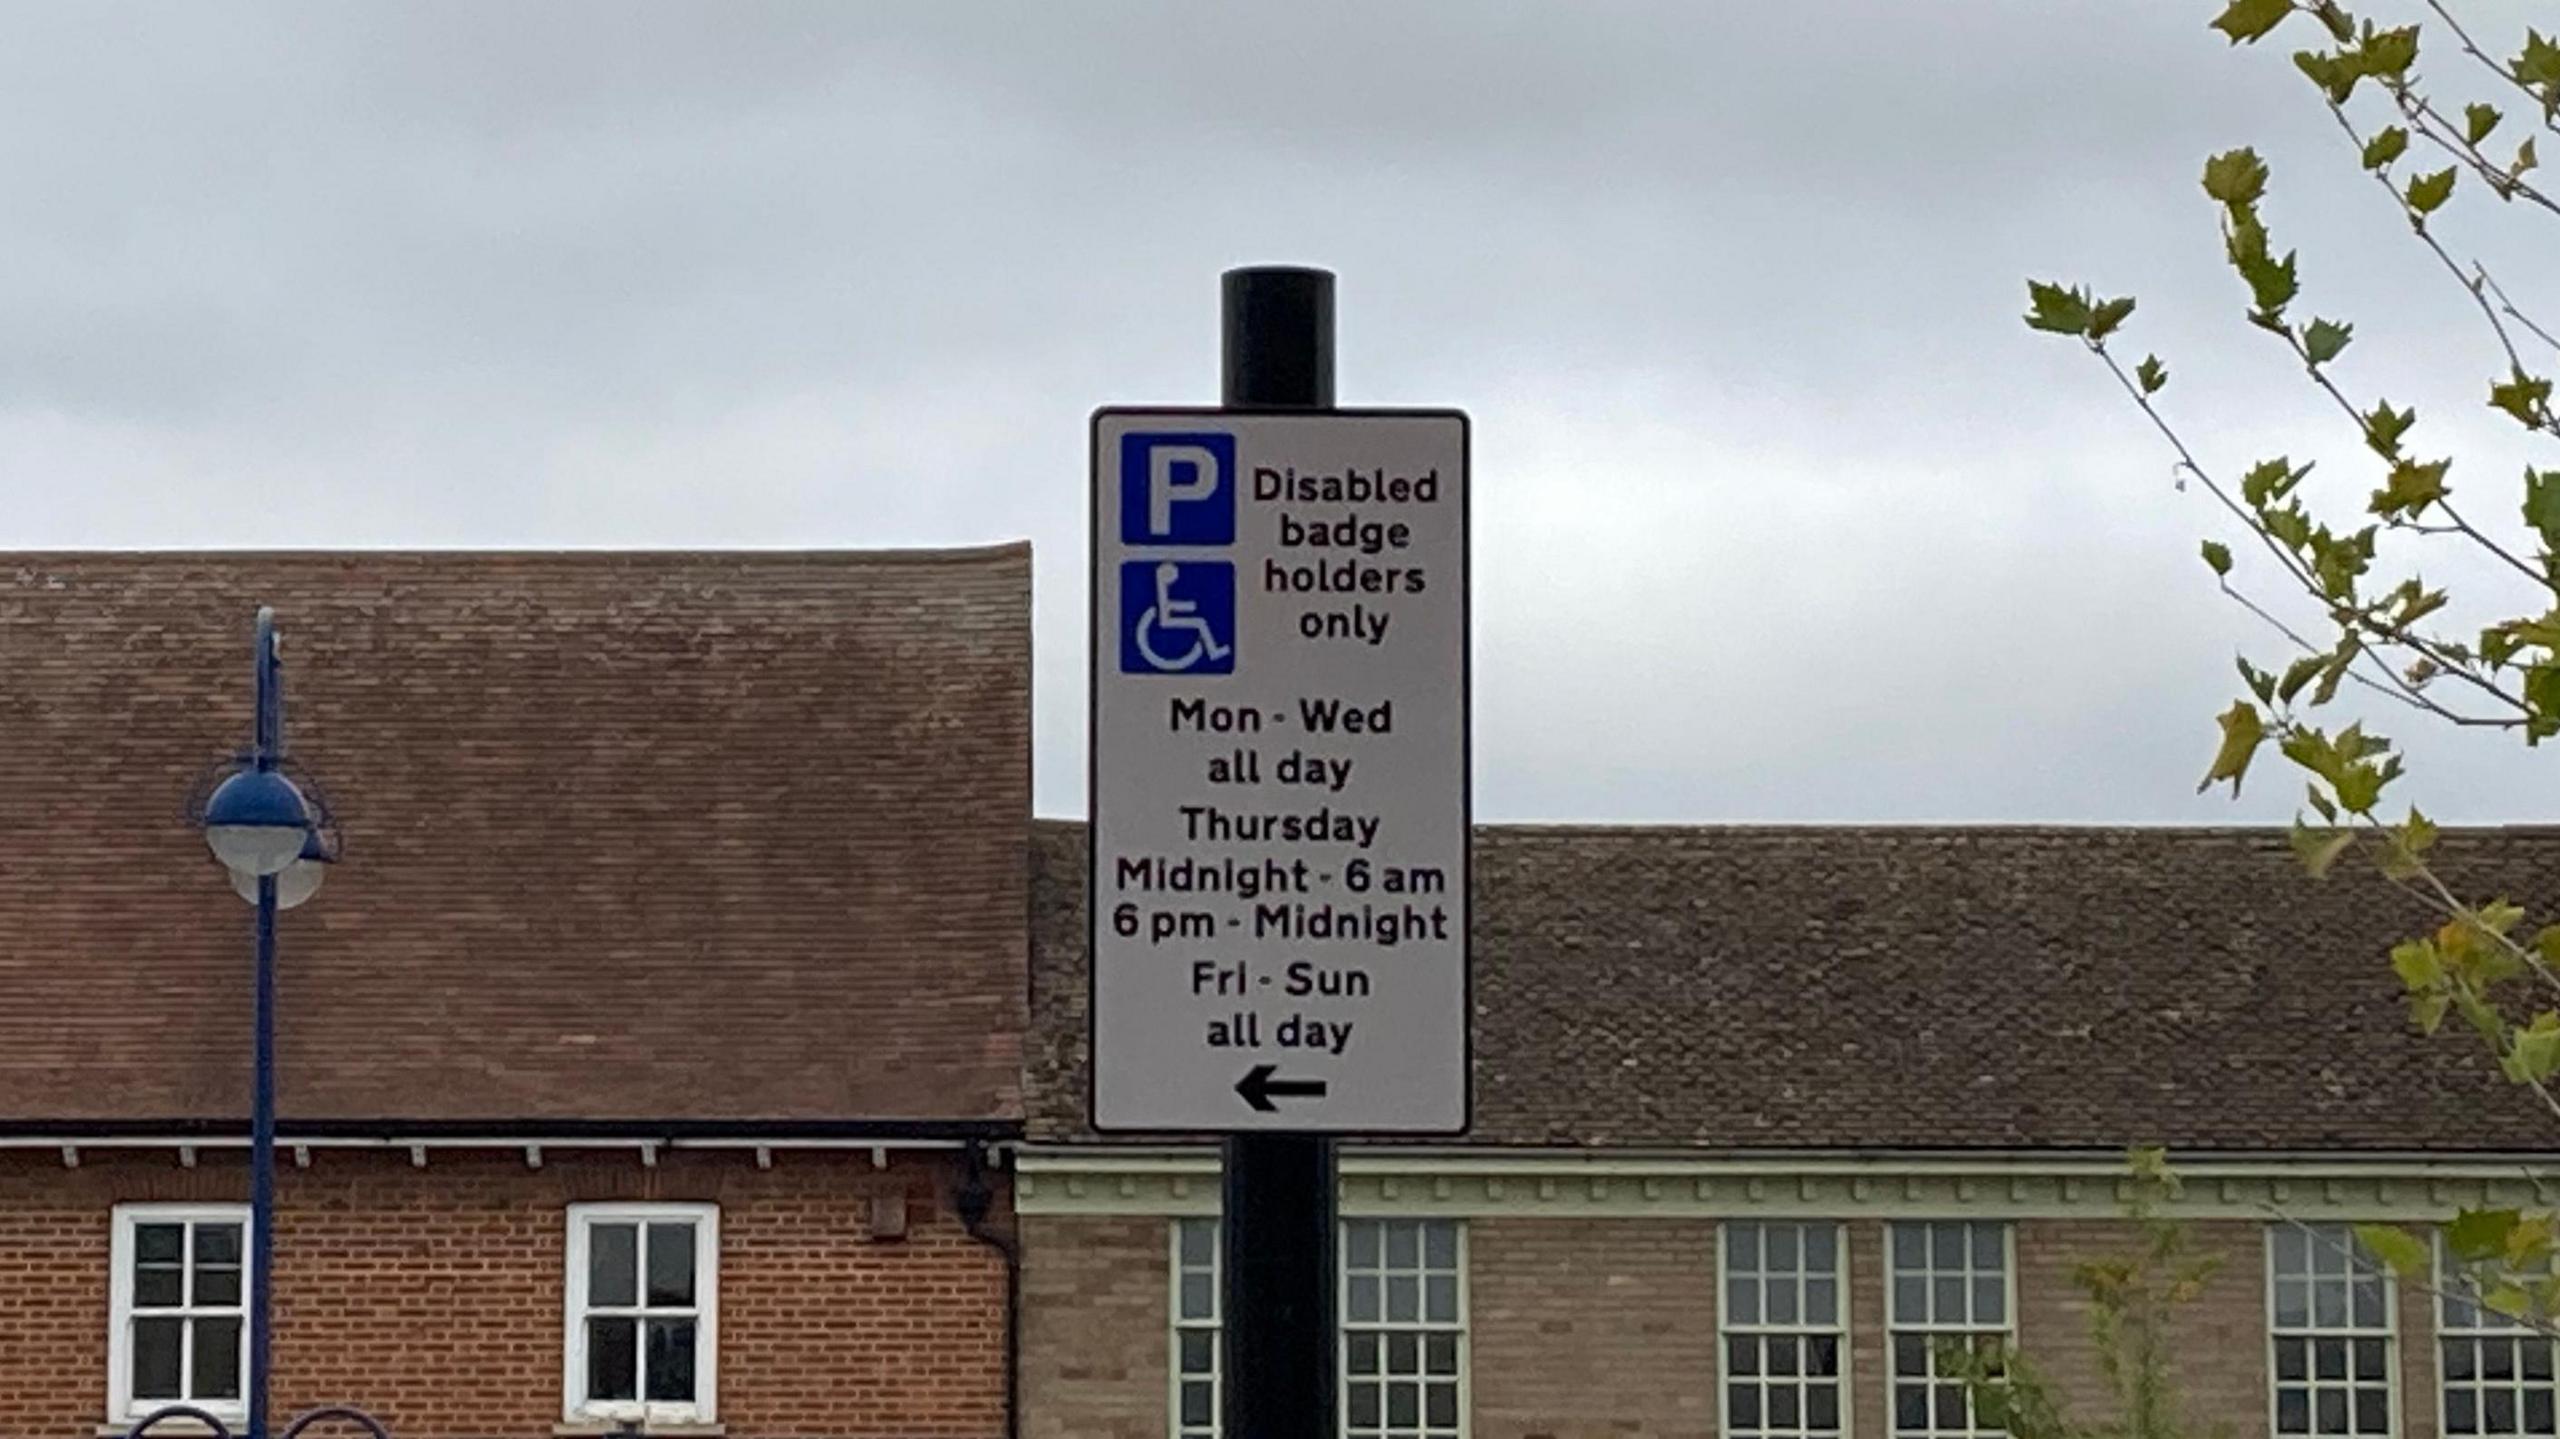 P
Disabled
badge
holders
only
Mon - Wed
all day
Thursday
Midnight - 6 am
6 pm - Midnight
Fri - Sun
all day